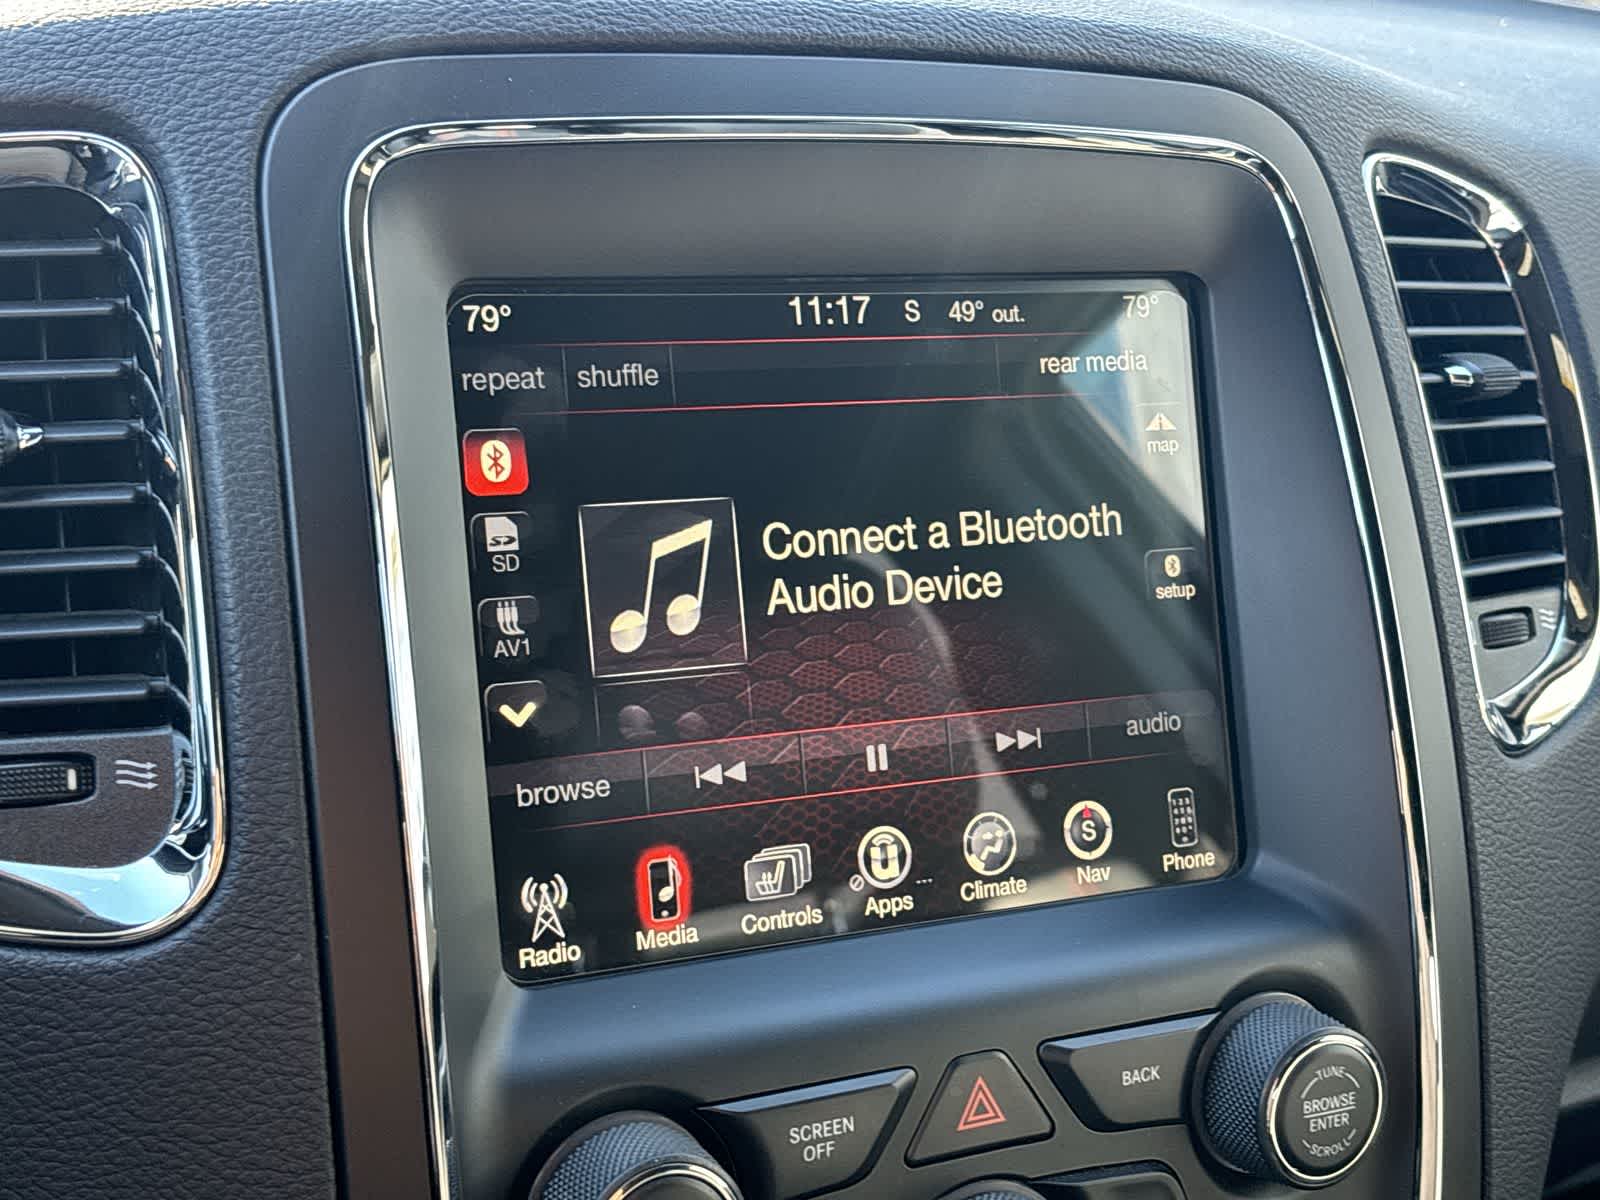 79° 11:17 S 49° out. 79°
repeat shuffle rear media
map
SD
Connect a Bluetooth
Audio Device
setup
AV1
browse audio
Radio Media Controls Apps Climate S Nav Phone
SCREEN
OFF
BACK
TUNE
BROWSE
ENTER
SCROLL